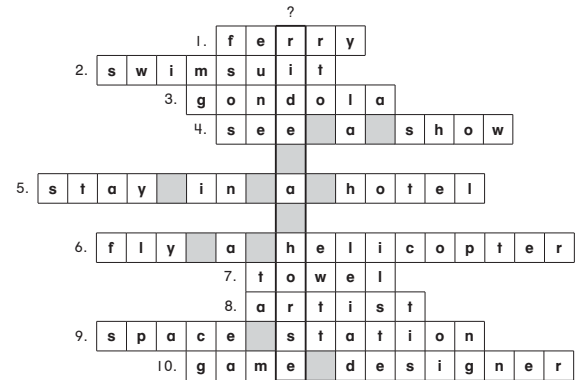 ?
1. ferry
2. swimsuit
3. gondola
4. see a show
5. stay in a hotel
6. fly a helicopter
7. towel
8. artist
9. space station
10. game designer